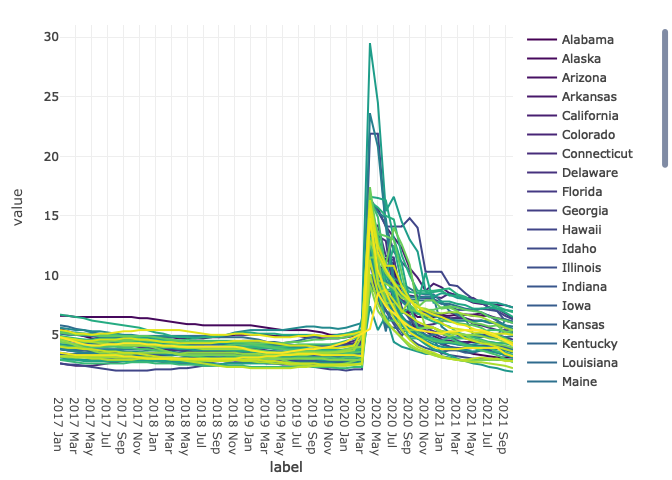 30
25
20
15
10
5
value
2017 Jan
2017 Mar
2017 May
2017 Jul
2017 Sep
2017 Nov
2018 Jan
2018 Mar
2018 May
2018 Jul
2018 Sep
2018 Nov
2019 Jan
2019 Mar
2019 May
2019 Jul
2019 Sep
2019 Nov
2020 Jan
2020 Mar
2020 May
2020 Jul
2020 Sep
2020 Nov
2021 Jan
2021 Mar
2021 May
2021 Jul
2021 Sep
label
Alabama
Alaska
Arizona
Arkansas
California
Colorado
Connecticut
Delaware
Florida
Georgia
Hawaii
Idaho
Illinois
Indiana
Iowa
Kansas
Kentucky
Louisiana
Maine